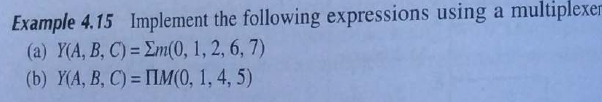 Example 4.15 Implement the following expressions using a multiplexer
(a) Y(A, B, C) = Σm(0, 1, 2, 6, 7)
(b) Y(A, B, C) = ΠM(0, 1, 4, 5)